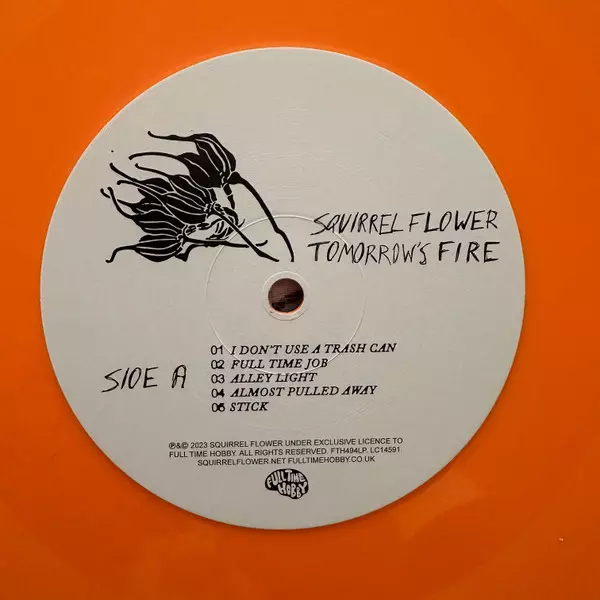 SQUIRREL FLOWER
TOMORROW'S FIRE
SIDE A
01 I DON'T USE A TRASH CAN
02 FULL TIME JOB
03 ALLEY LIGHT
04 ALMOST PULLED AWAY
05 STICK
℗&© 2023 SQUIRREL FLOWER UNDER EXCLUSIVE LICENCE TO
FULL TIME HOBBY. ALL RIGHTS RESERVED. FTH494LP. LC14591.
SQUIRRELFLOWER.NET FULLTIMEHOBBY.CO.UK
FULL TIME
HOBBY